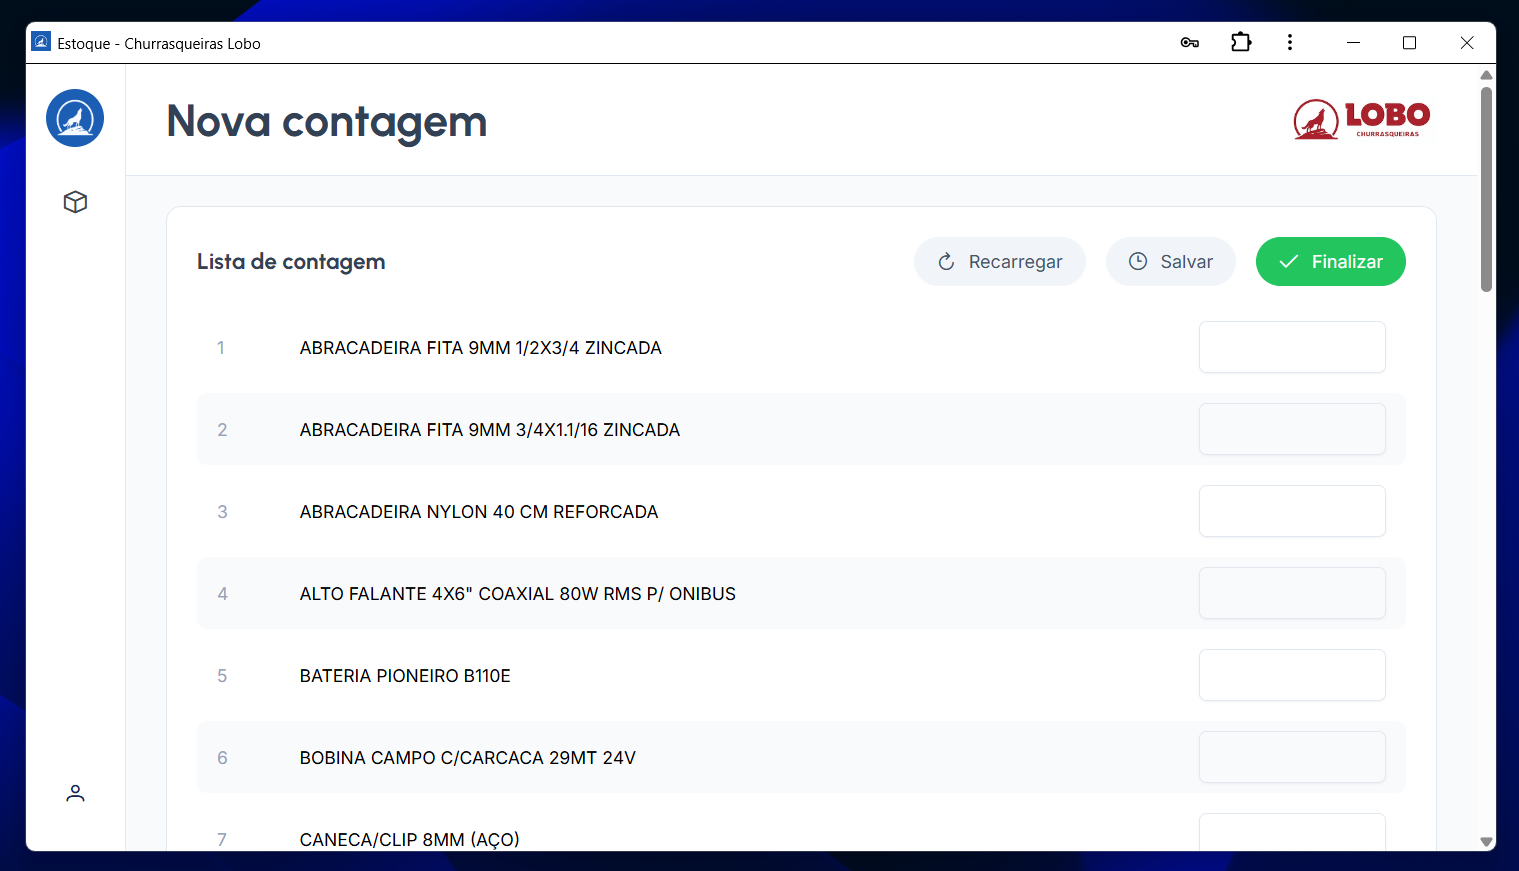 Estoque - Churrasqueiras Lobo
Nova contagem
LOBO
CHURRASQUEIRAS
Lista de contagem
Recarregar
Salvar
Finalizar
1 ABRACADEIRA FITA 9MM 1/2X3/4 ZINCADA
2 ABRACADEIRA FITA 9MM 3/4X1.1/16 ZINCADA
3 ABRACADEIRA NYLON 40 CM REFORCADA
4 ALTO FALANTE 4X6" COAXIAL 80W RMS P/ ONIBUS
5 BATERIA PIONEIRO B110E
6 BOBINA CAMPO C/CARCACA 29MT 24V
7 CANECA/CLIP 8MM (AÇO)